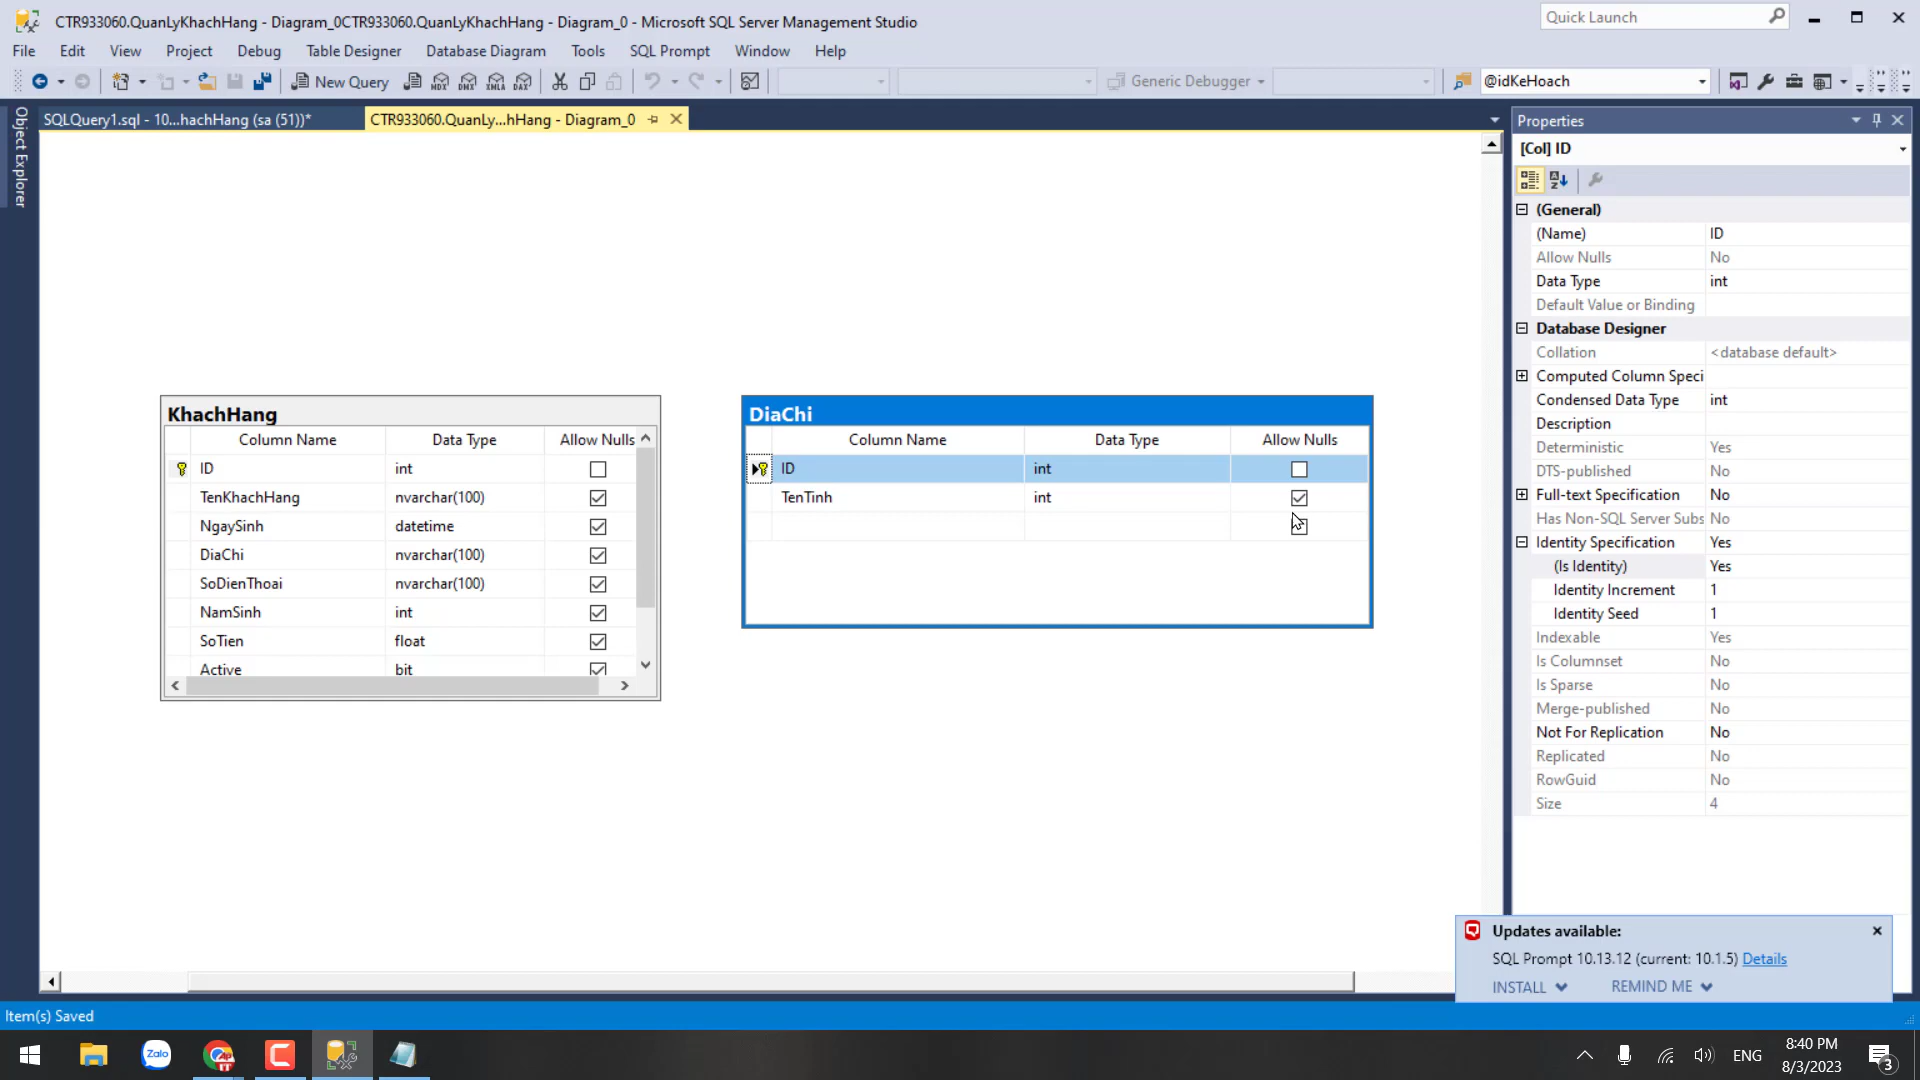 CTR933060.QuanLyKhachHang - Diagram_0CTR933060.QuanLyKhachHang - Diagram_0 - Microsoft SQL Server Management Studio
Quick Launch
File Edit View Project Debug Table Designer Database Diagram Tools SQL Prompt Window Help
New Query MDX DMX XMLA DAX Generic Debugger @idKeHoach
Object Explorer
SQLQuery1.sql - 10...hachHang (sa (51))* CTR933060.QuanLy...hHang - Diagram_0
Properties
[Col] ID
(General)
(Name) ID
Allow Nulls No
Data Type int
Default Value or Binding
Database Designer
Collation <database default>
Computed Column Speci
Condensed Data Type int
Description
Deterministic Yes
DTS-published No
Full-text Specification No
Has Non-SQL Server Subs No
Identity Specification Yes
(Is Identity) Yes
Identity Increment 1
Identity Seed 1
Indexable Yes
Is Columnset No
Is Sparse No
Merge-published No
Not For Replication No
Replicated No
RowGuid No
Size 4
KhachHang
Column Name Data Type Allow Nulls
ID int
TenKhachHang nvarchar(100)
NgaySinh datetime
DiaChi nvarchar(100)
SoDienThoai nvarchar(100)
NamSinh int
SoTien float
Active bit
DiaChi
Column Name Data Type Allow Nulls
ID int
TenTinh int
Updates available:
SQL Prompt 10.13.12 (current: 10.1.5) Details
INSTALL REMIND ME
Item(s) Saved
Zalo
ENG
8:40 PM
8/3/2023
3